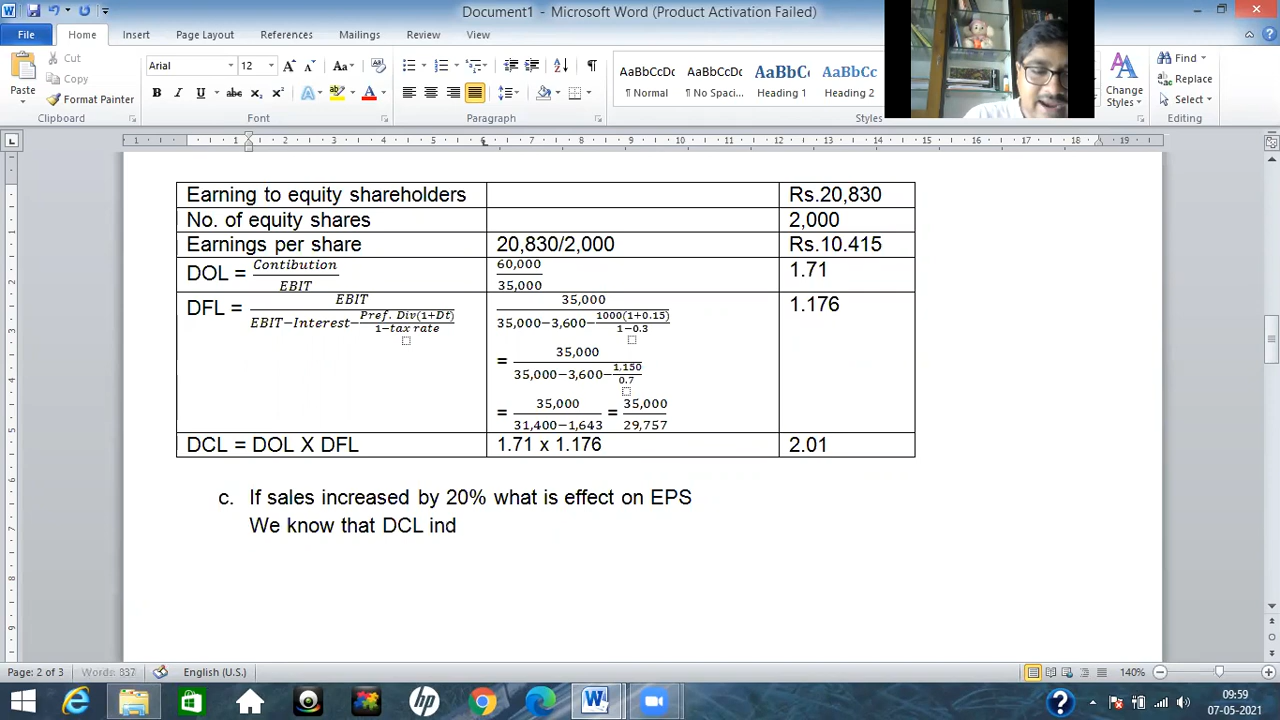 Document1 - Microsoft Word (Product Activation Failed)
File Home Insert Page Layout References Mailings Review View
Paste
Cut
Copy
Format Painter
Clipboard
Arial 12
Font
Paragraph
AaBbCcDc AaBbCcDc AaBbCc AaBbCc
¶ Normal ¶ No Spaci... Heading 1 Heading 2
Styles
Change Styles
Find
Replace
Select
Editing
Earning to equity shareholders Rs.20,830
No. of equity shares 2,000
Earnings per share 20,830/2,000 Rs.10.415
DOL = Contibution / EBIT 60,000 / 35,000 1.71
DFL = EBIT / EBIT−Interest−Pref. Div(1+Dt) / 1−tax rate 35,000 / 35,000−3,600−1000(1+0.15) / 1−0.3 1.176
= 35,000 / 35,000−3,600−1,150 / 0.7
= 35,000 / 31,400−1,643 = 35,000 / 29,757
DCL = DOL X DFL 1.71 x 1.176 2.01
c. If sales increased by 20% what is effect on EPS
We know that DCL ind
Page: 2 of 3 Words: 837 English (U.S.) 140%
09:59
07-05-2021